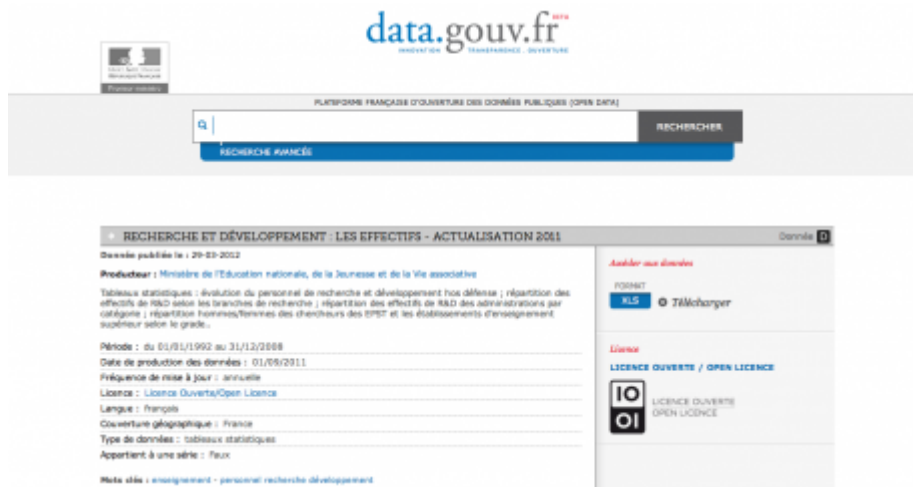 data.gouv.fr BETA
INNOVATION . TRANSPARENCE . OUVERTURE
Premier ministre
PLATEFORME FRANÇAISE D'OUVERTURE DES DONNÉES PUBLIQUES (OPEN DATA)
RECHERCHER
RECHERCHE AVANCÉE
+ RECHERCHE ET DÉVELOPPEMENT : LES EFFECTIFS - ACTUALISATION 2011
Donnée D
Donnée publiée le : 29-03-2012
Producteur : Ministère de l'Education nationale, de la Jeunesse et de la Vie associative
Tableaux statistiques : évolution du personnel de recherche et développement hos défense ; répartition des
effectifs de R&D selon les branches de recherche ; répartition des effectifs de R&D des administrations par
catégorie ; répartition hommes/femmes des chercheurs des EPST et les établissements d'enseignement
supérieur selon le grade..
Période : du 01/01/1992 au 31/12/2008
Date de production des données : 01/09/2011
Fréquence de mise à jour : annuelle
Licence : Licence Ouverte/Open Licence
Langue : français
Couverture géographique : France
Type de données : tableaux statistiques
Appartient à une série : Faux
Mots clés : enseignement - personnel recherche développement
Accéder aux données
FORMAT
XLS Télécharger
Licence
LICENCE OUVERTE / OPEN LICENCE
IO
OI
LICENCE OUVERTE
OPEN LICENCE